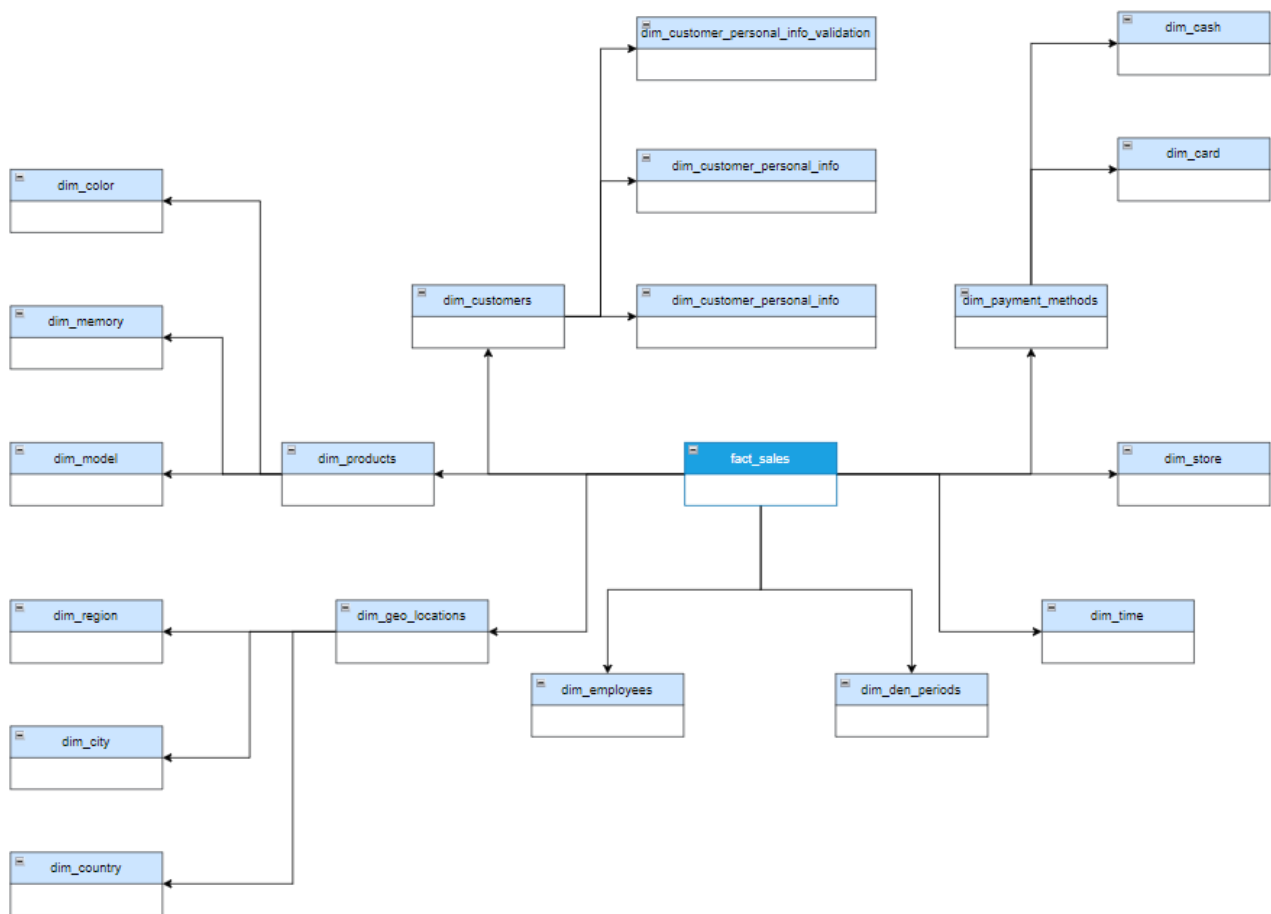 dim_customer_personal_info_validation
dim_cash
dim_customer_personal_info
dim_card
dim_color
dim_customers
dim_customer_personal_info
dim_payment_methods
dim_memory
dim_model
dim_products
fact_sales
dim_store
dim_region
dim_geo_locations
dim_time
dim_employees
dim_den_periods
dim_city
dim_country